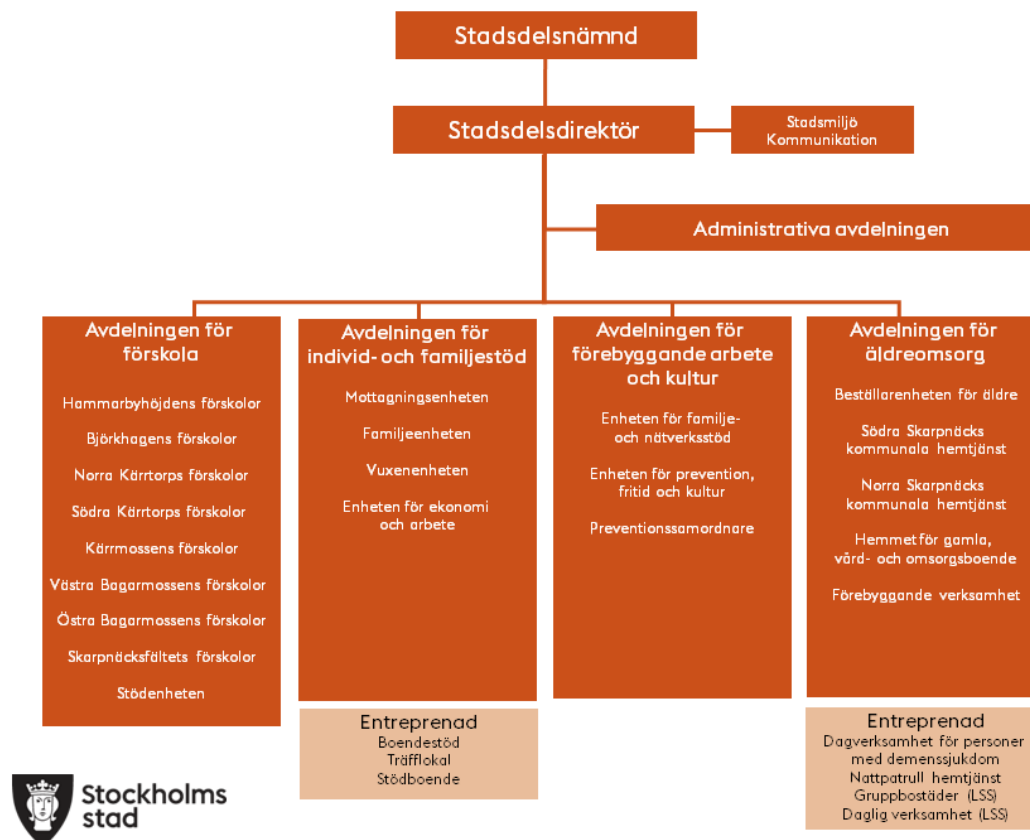 Stadsdelsnämnd
Stadsdelsdirektör
Stadsmiljö
Kommunikation
Administrativa avdelningen
Avdelningen för
förskola
Hammarbyhöjdens förskolor
Björkhagens förskolor
Norra Kärrtorps förskolor
Södra Kärrtorps förskolor
Kärrmossens förskolor
Västra Bagarmossens förskolor
Östra Bagarmossens förskolor
Skarpnäcksfältets förskolor
Stödenheten
Avdelningen för
individ- och familjestöd
Mottagningsenheten
Familjeenheten
Vuxenenheten
Enheten för ekonomi
och arbete
Entreprenad
Boendestöd
Träfflokal
Stödboende
Avdelningen för
förebyggande arbete
och kultur
Enheten för familje-
och nätverksstöd
Enheten för prevention,
fritid och kultur
Preventionssamordnare
Avdelningen för
äldreomsorg
Beställarenheten för äldre
Södra Skarpnäcks
kommunala hemtjänst
Norra Skarpnäcks
kommunala hemtjänst
Hemmet för gamla,
vård- och omsorgsboende
Förebyggande verksamhet
Entreprenad
Dagverksamhet för personer
med demenssjukdom
Nattpatrull hemtjänst
Gruppbostäder (LSS)
Daglig verksamhet (LSS)
Stockholms
stad